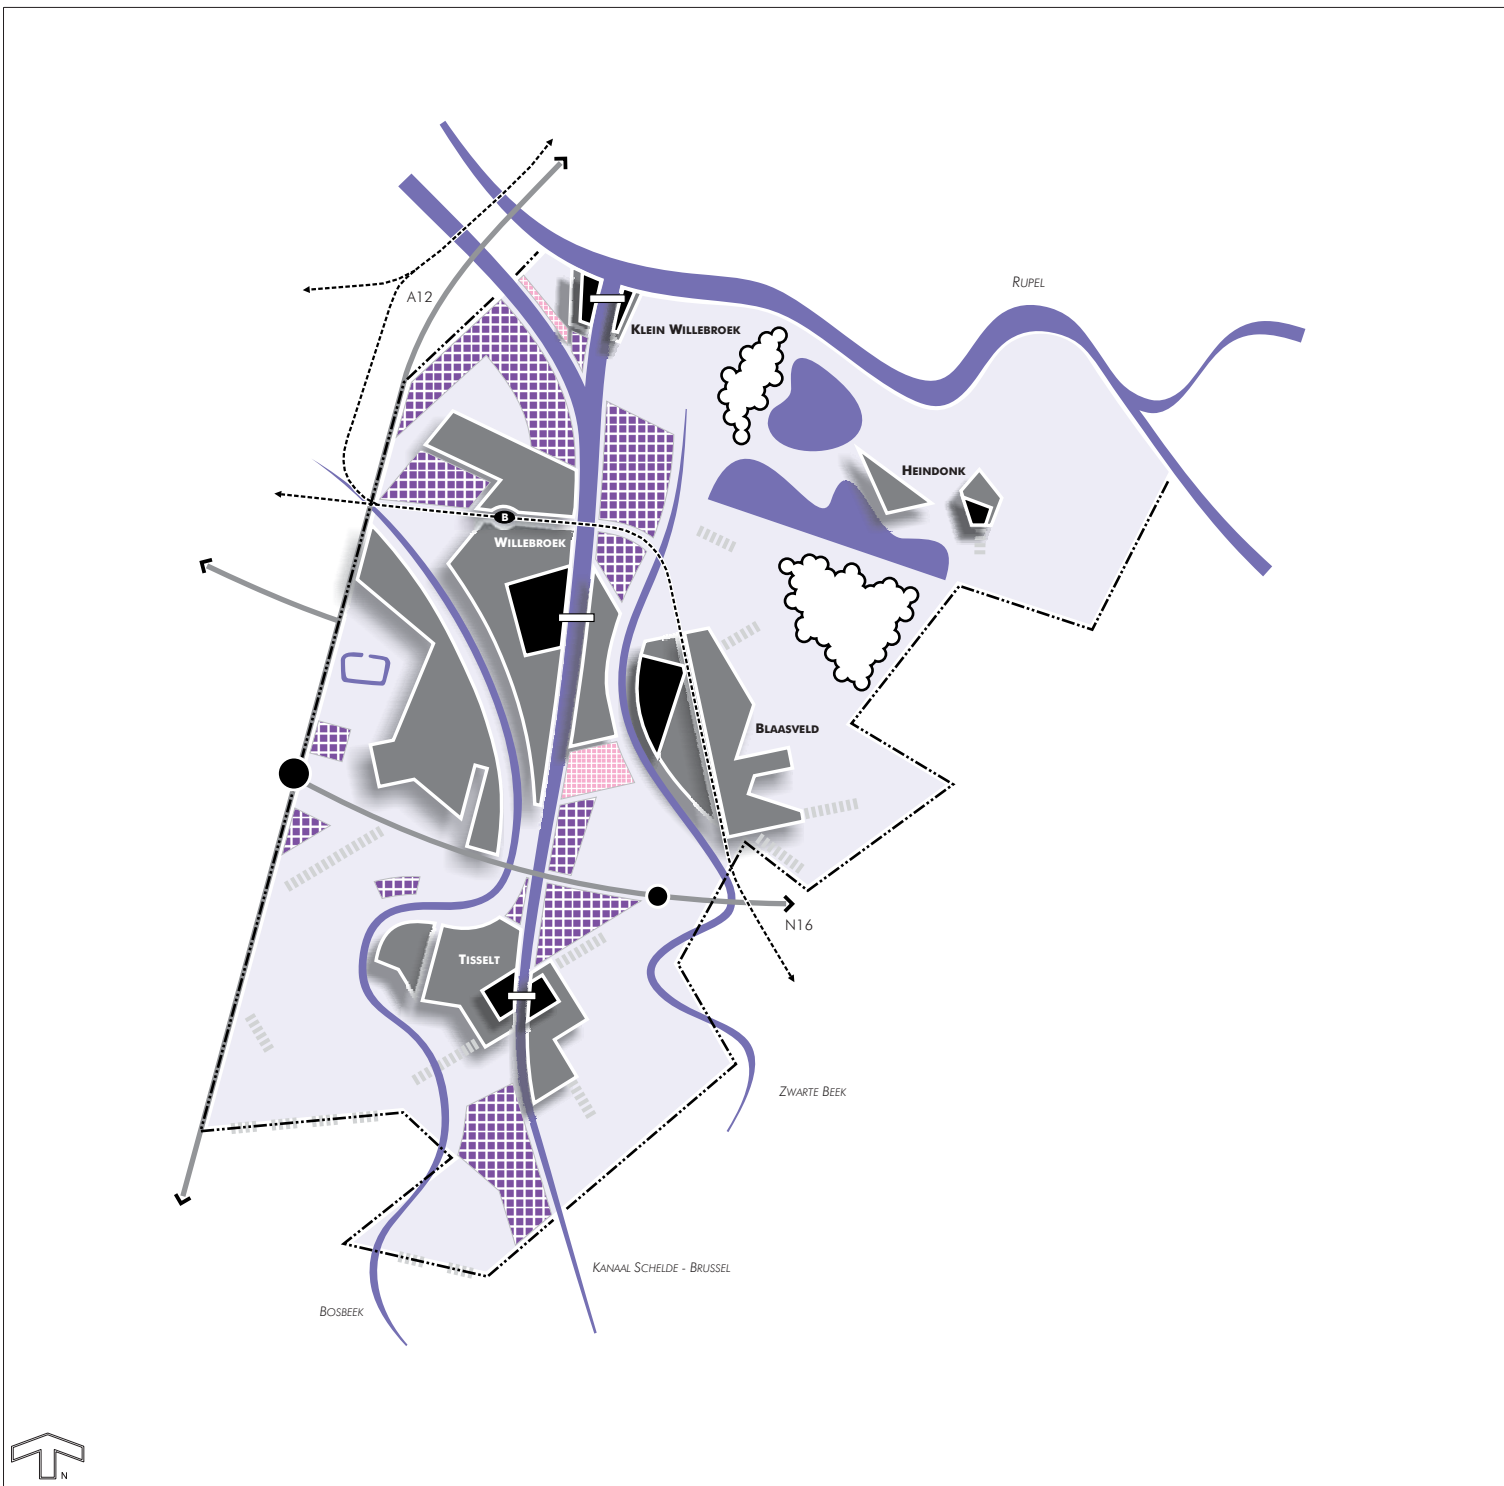 RUPEL
A12
KLEIN WILLEBROEK
HEINDONK
B
WILLEBROEK
BLAASVELD
N16
TISSELT
ZWARTE BEEK
KANAAL SCHELDE - BRUSSEL
BOSBEEK
N